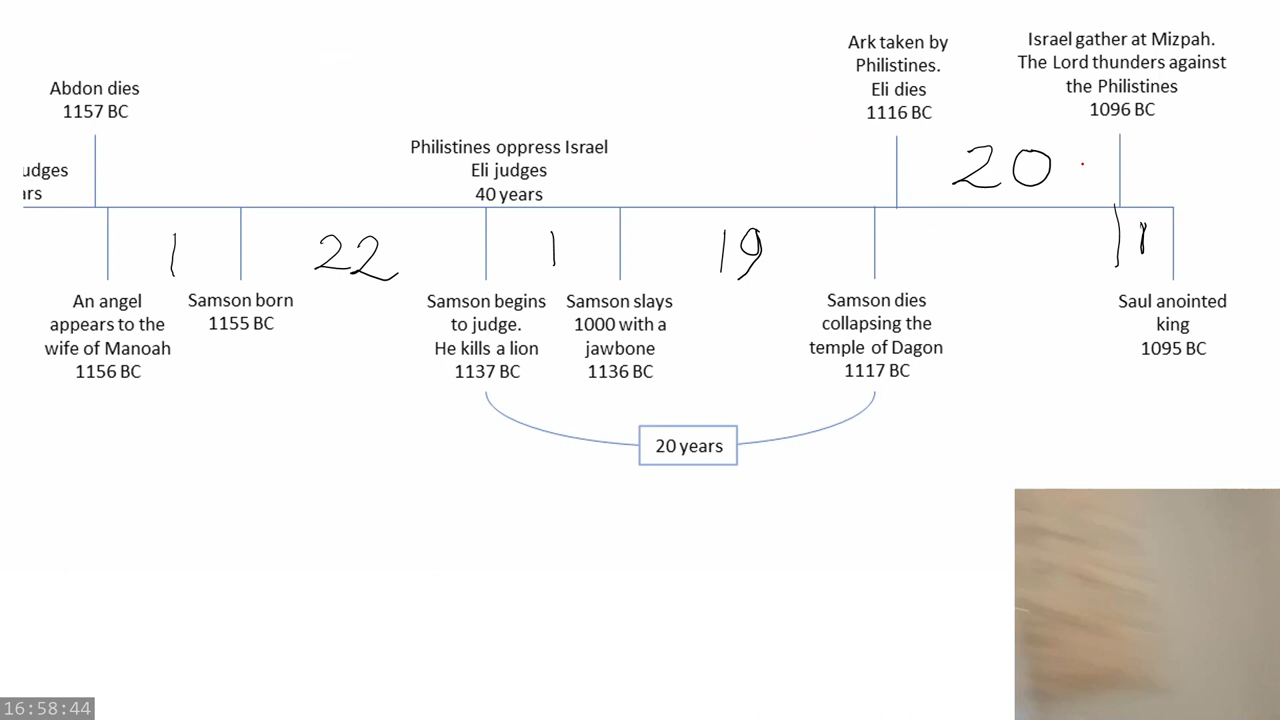 Abdon dies
1157 BC
udges
Philistines oppress Israel
Eli judges
40 years
Ark taken by
Philistines.
Eli dies
1116 BC
Israel gather at Mizpah.
The Lord thunders against
the Philistines
1096 BC
20
1
22
1
19
An angel
appears to the
wife of Manoah
1156 BC
Samson born
1155 BC
Samson begins
to judge.
He kills a lion
1137 BC
Samson slays
1000 with a
jawbone
1136 BC
Samson dies
collapsing the
temple of Dagon
1117 BC
Saul anointed
king
1095 BC
20 years
16:58:44